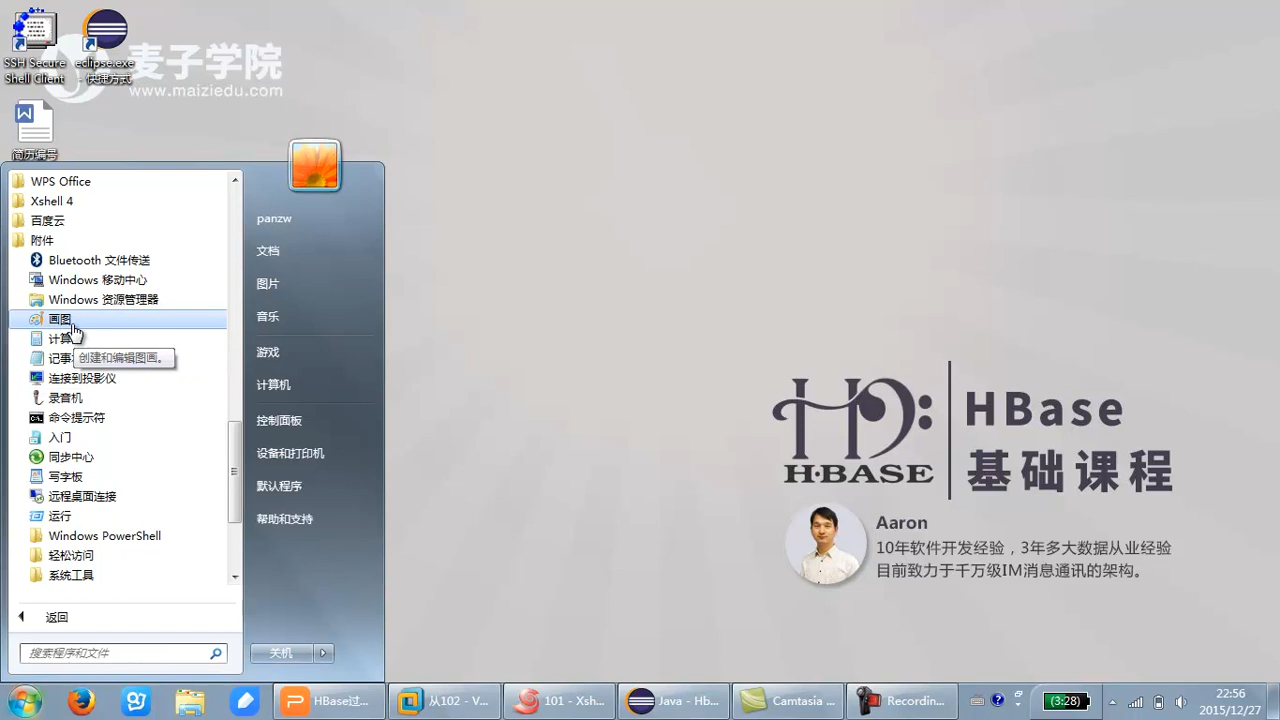 SSH Secure
Shell Client
eclipse.exe
- 快捷方式
麦子学院
www.maiziedu.com
简历编号
WPS Office
Xshell 4
百度云
附件
Bluetooth 文件传送
Windows 移动中心
Windows 资源管理器
画图
计算
记事
创建和编辑图画。
连接到投影仪
录音机
命令提示符
入门
同步中心
写字板
远程桌面连接
运行
Windows PowerShell
轻松访问
系统工具
返回
搜索程序和文件
panzw
文档
图片
音乐
游戏
计算机
控制面板
设备和打印机
默认程序
帮助和支持
关机
H·BASE
HBase
基础课程
Aaron
10年软件开发经验，3年多大数据从业经验
目前致力于千万级IM消息通讯的架构。
HBase过...
从102 - V...
101 - Xsh...
Java - Hb...
Camtasia ...
Recordin...
(3:28)
22:56
2015/12/27